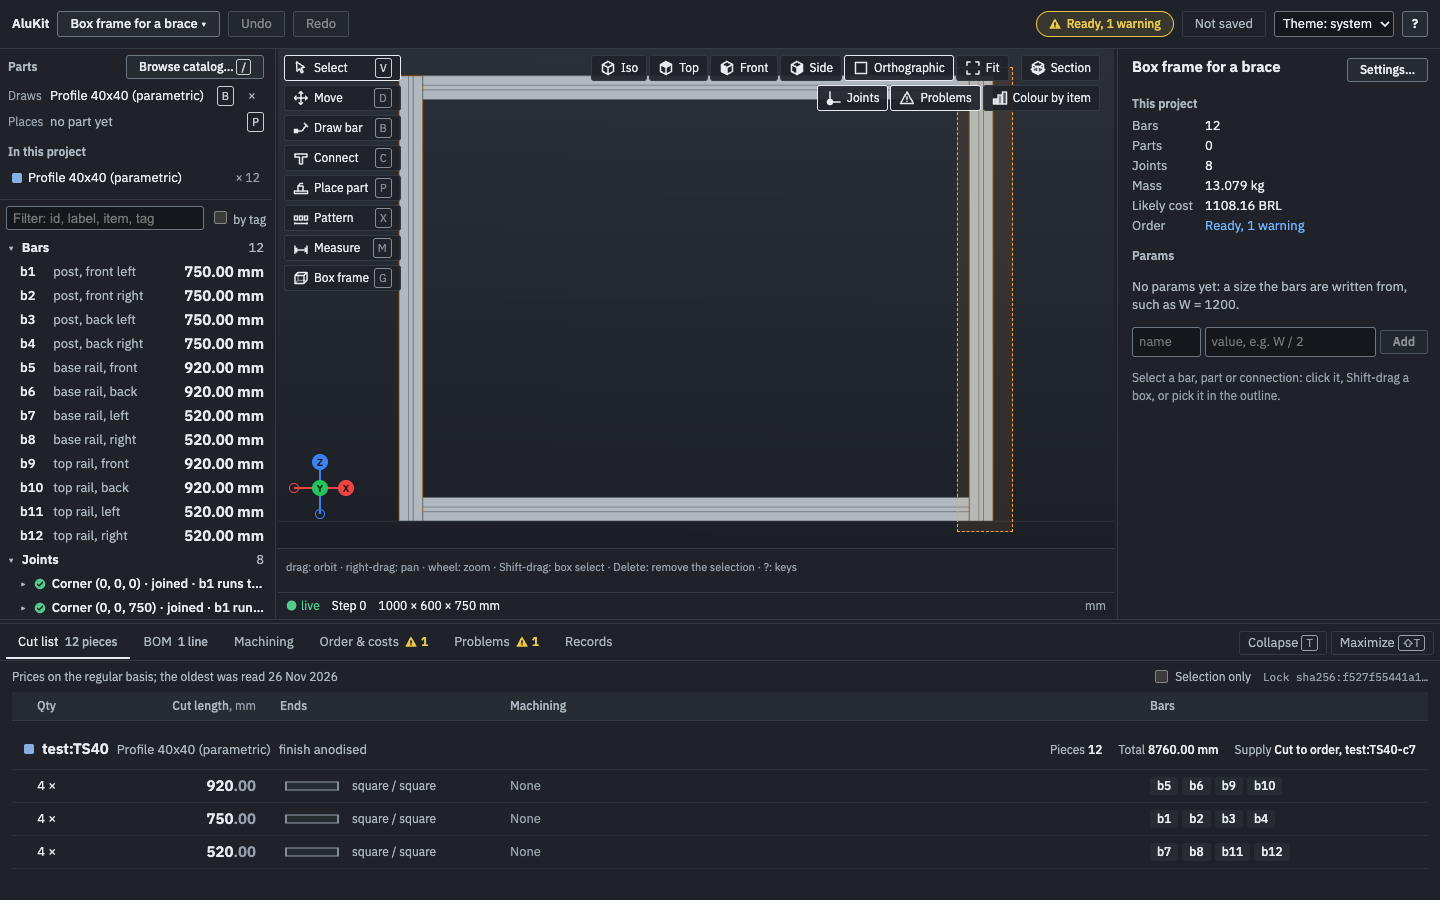 AluKit Box frame for a brace ▾ Undo Redo Ready, 1 warning Not saved Theme: system ?
Parts Browse catalog... /
Draws Profile 40x40 (parametric) B ×
Places no part yet P
In this project
Profile 40x40 (parametric) × 12
Filter: id, label, item, tag by tag
▾ Bars 12
b1 post, front left 750.00 mm
b2 post, front right 750.00 mm
b3 post, back left 750.00 mm
b4 post, back right 750.00 mm
b5 base rail, front 920.00 mm
b6 base rail, back 920.00 mm
b7 base rail, left 520.00 mm
b8 base rail, right 520.00 mm
b9 top rail, front 920.00 mm
b10 top rail, back 920.00 mm
b11 top rail, left 520.00 mm
b12 top rail, right 520.00 mm
▾ Joints 8
▸ Corner (0, 0, 0) · joined · b1 runs t...
▸ Corner (0, 0, 750) · joined · b1 run...
Select V
Move D
Draw bar B
Connect C
Place part P
Pattern X
Measure M
Box frame G
Iso Top Front Side Orthographic Fit Section
Joints Problems Colour by item
Z
Y X
drag: orbit · right-drag: pan · wheel: zoom · Shift-drag: box select · Delete: remove the selection · ?: keys
live Step 0 1000 × 600 × 750 mm mm
Box frame for a brace Settings...
This project
Bars 12
Parts 0
Joints 8
Mass 13.079 kg
Likely cost 1108.16 BRL
Order Ready, 1 warning
Params
No params yet: a size the bars are written from,
such as W = 1200.
name value, e.g. W / 2 Add
Select a bar, part or connection: click it, Shift-drag a
box, or pick it in the outline.
Cut list 12 pieces BOM 1 line Machining Order & costs 1 Problems 1 Records Collapse T Maximize ⇧T
Prices on the regular basis; the oldest was read 26 Nov 2026 Selection only Lock sha256:f527f55441a1...
Qty Cut length, mm Ends Machining Bars
test:TS40 Profile 40x40 (parametric) finish anodised Pieces 12 Total 8760.00 mm Supply Cut to order, test:TS40-c7
4 × 920.00 square / square None b5 b6 b9 b10
4 × 750.00 square / square None b1 b2 b3 b4
4 × 520.00 square / square None b7 b8 b11 b12